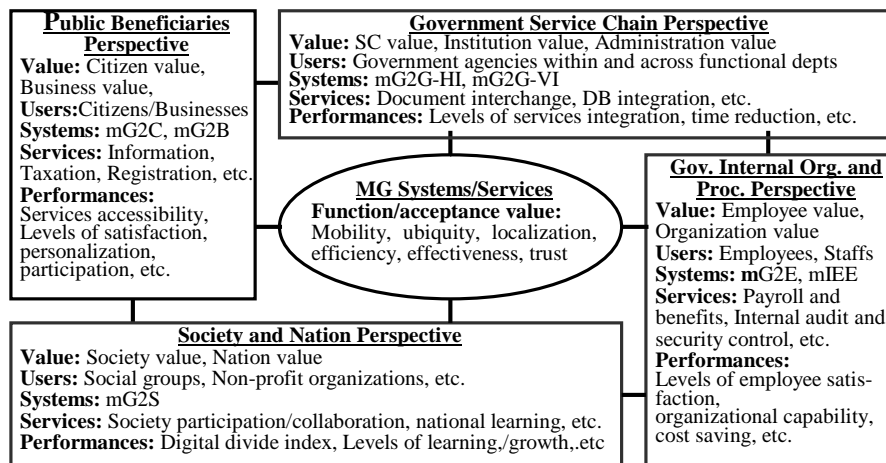 Public Beneficiaries
Perspective
Value: Citizen value,
Business value,
Users:Citizens/Businesses
Systems: mG2C, mG2B
Services: Information,
Taxation, Registration, etc.
Performances:
Services accessibility,
Levels of satisfaction,
personalization,
participation, etc.
Government Service Chain Perspective
Value: SC value, Institution value, Administration value
Users: Government agencies within and across functional depts
Systems: mG2G-HI, mG2G-VI
Services: Document interchange, DB integration, etc.
Performances: Levels of services integration, time reduction, etc.
MG Systems/Services
Function/acceptance value:
Mobility, ubiquity, localization,
efficiency, effectiveness, trust
Gov. Internal Org. and
Proc. Perspective
Value: Employee value,
Organization value
Users: Employees, Staffs
Systems: mG2E, mIEE
Services: Payroll and
benefits, Internal audit and
security control, etc.
Performances:
Levels of employee satis-
faction,
organizational capability,
cost saving, etc.
Society and Nation Perspective
Value: Society value, Nation value
Users: Social groups, Non-profit organizations, etc.
Systems: mG2S
Services: Society participation/collaboration, national learning, etc.
Performances: Digital divide index, Levels of learning,/growth,.etc